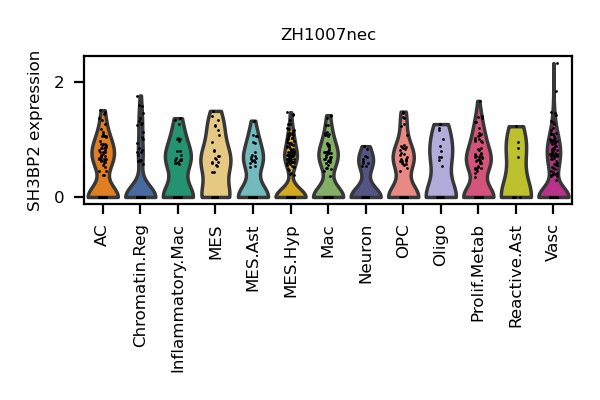 ZH1007nec
SH3BP2 expression
2
0
AC
Chromatin.Reg
Inflammatory.Mac
MES
MES.Ast
MES.Hyp
Mac
Neuron
OPC
Oligo
Prolif.Metab
Reactive.Ast
Vasc